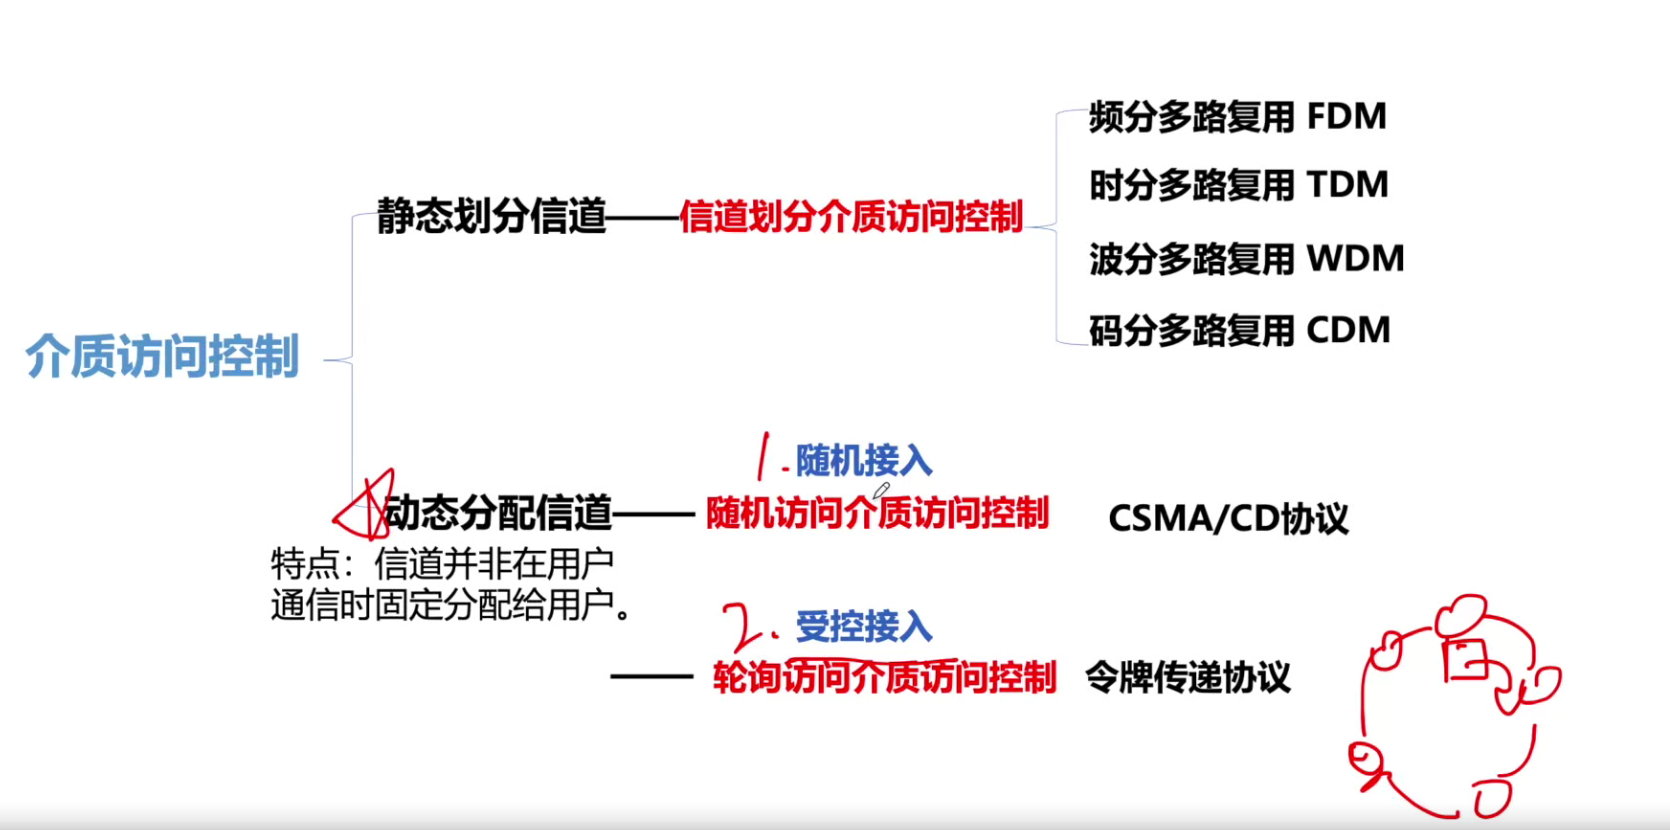 频分多路复用 FDM
时分多路复用 TDM
静态划分信道——信道划分介质访问控制
波分多路复用 WDM
码分多路复用 CDM
介质访问控制
1.随机接入
动态分配信道——随机访问介质访问控制 CSMA/CD协议
特点：信道并非在用户
通信时固定分配给用户。
2.受控接入
——轮询访问介质访问控制 令牌传递协议